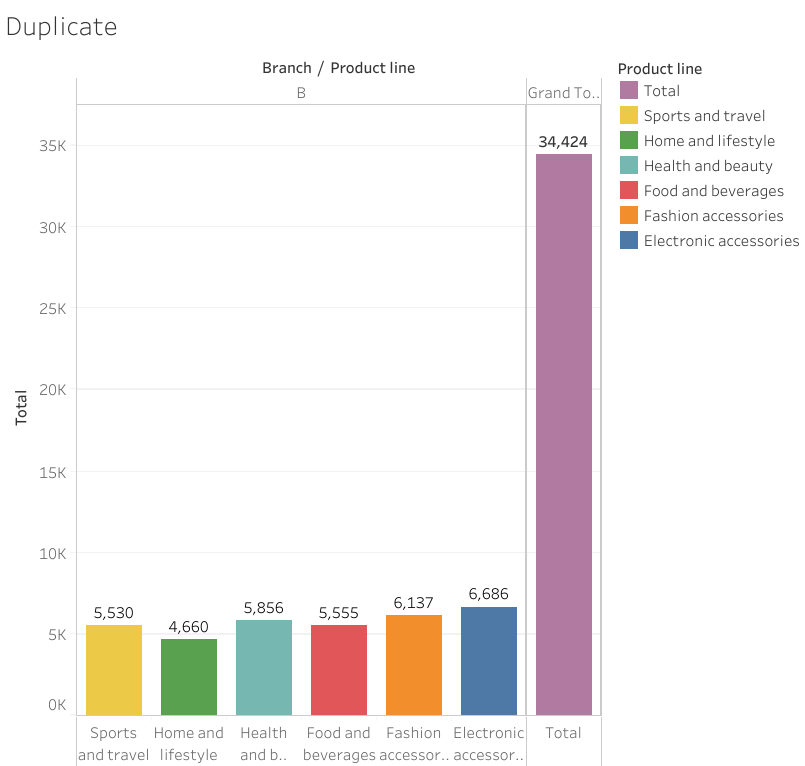 Duplicate
Branch / Product line
B
Grand To..
Product line
Total
Sports and travel
Home and lifestyle
Health and beauty
Food and beverages
Fashion accessories
Electronic accessories
Total
35K
30K
25K
20K
15K
10K
5K
0K
5,530
4,660
5,856
5,555
6,137
6,686
34,424
Sports
and travel
Home and
lifestyle
Health
and b..
Food and
beverages
Fashion
accessor..
Electronic
accessor..
Total